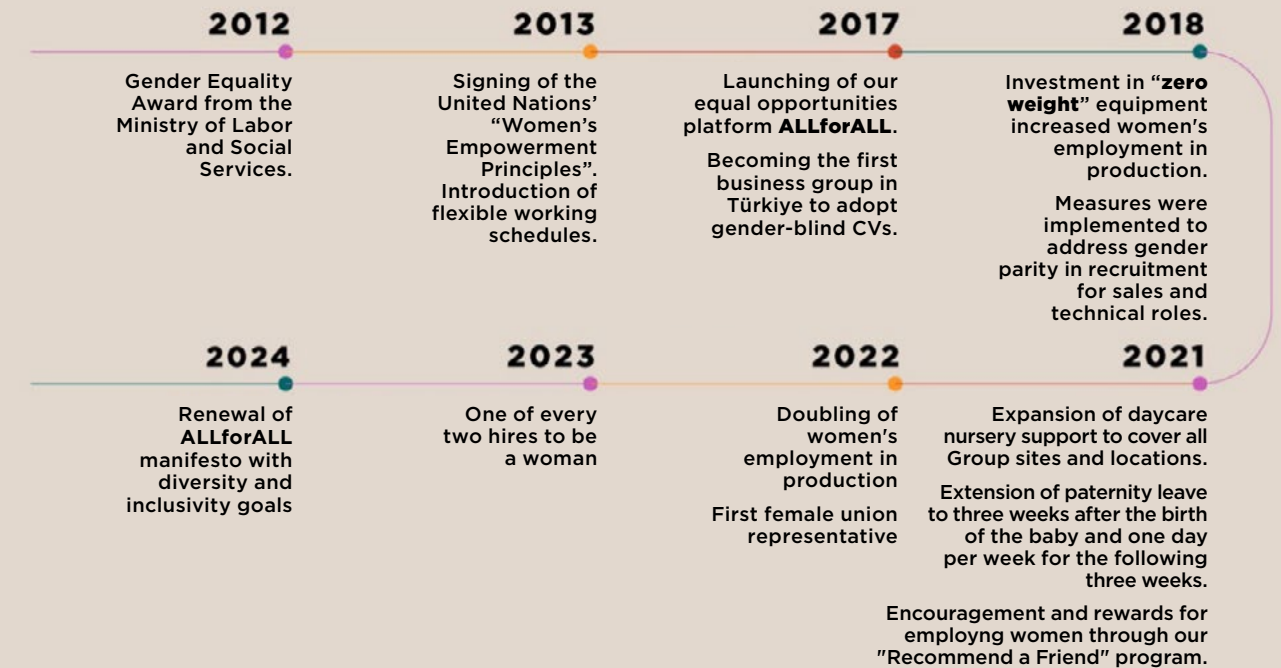 2012
Gender Equality
Award from the
Ministry of Labor
and Social
Services.
2013
Signing of the
United Nations’
“Women’s
Empowerment
Principles”.
Introduction of
flexible working
schedules.
2017
Launching of our
equal opportunities
platform ALLforALL.
Becoming the first
business group in
Türkiye to adopt
gender-blind CVs.
2018
Investment in “zero
weight” equipment
increased women's
employment in
production.
Measures were
implemented to
address gender
parity in recruitment
for sales and
technical roles.
2021
Expansion of daycare
nursery support to cover all
Group sites and locations.
Extension of paternity leave
to three weeks after the birth
of the baby and one day
per week for the following
three weeks.
Encouragement and rewards for
employng women through our
"Recommend a Friend" program.
2022
Doubling of
women's
employment in
production
First female union
representative
2023
One of every
two hires to be
a woman
2024
Renewal of
ALLforALL
manifesto with
diversity and
inclusivity goals